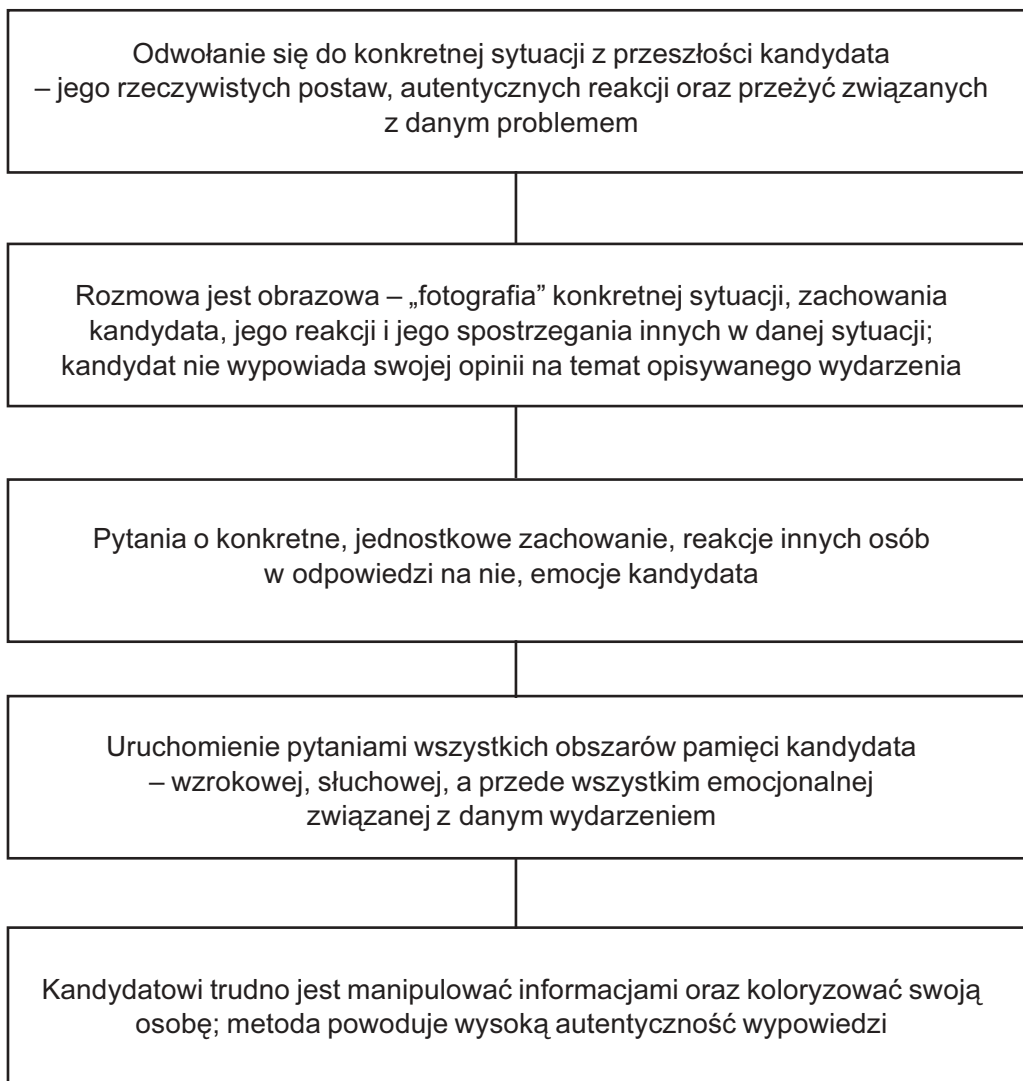 Odwołanie się do konkretnej sytuacji z przeszłości kandydata
– jego rzeczywistych postaw, autentycznych reakcji oraz przeżyć związanych
z danym problemem
Rozmowa jest obrazowa – „fotografia” konkretnej sytuacji, zachowania
kandydata, jego reakcji i jego spostrzegania innych w danej sytuacji;
kandydat nie wypowiada swojej opinii na temat opisywanego wydarzenia
Pytania o konkretne, jednostkowe zachowanie, reakcje innych osób
w odpowiedzi na nie, emocje kandydata
Uruchomienie pytaniami wszystkich obszarów pamięci kandydata
– wzrokowej, słuchowej, a przede wszystkim emocjonalnej
związanej z danym wydarzeniem
Kandydatowi trudno jest manipulować informacjami oraz koloryzować swoją
osobę; metoda powoduje wysoką autentyczność wypowiedzi